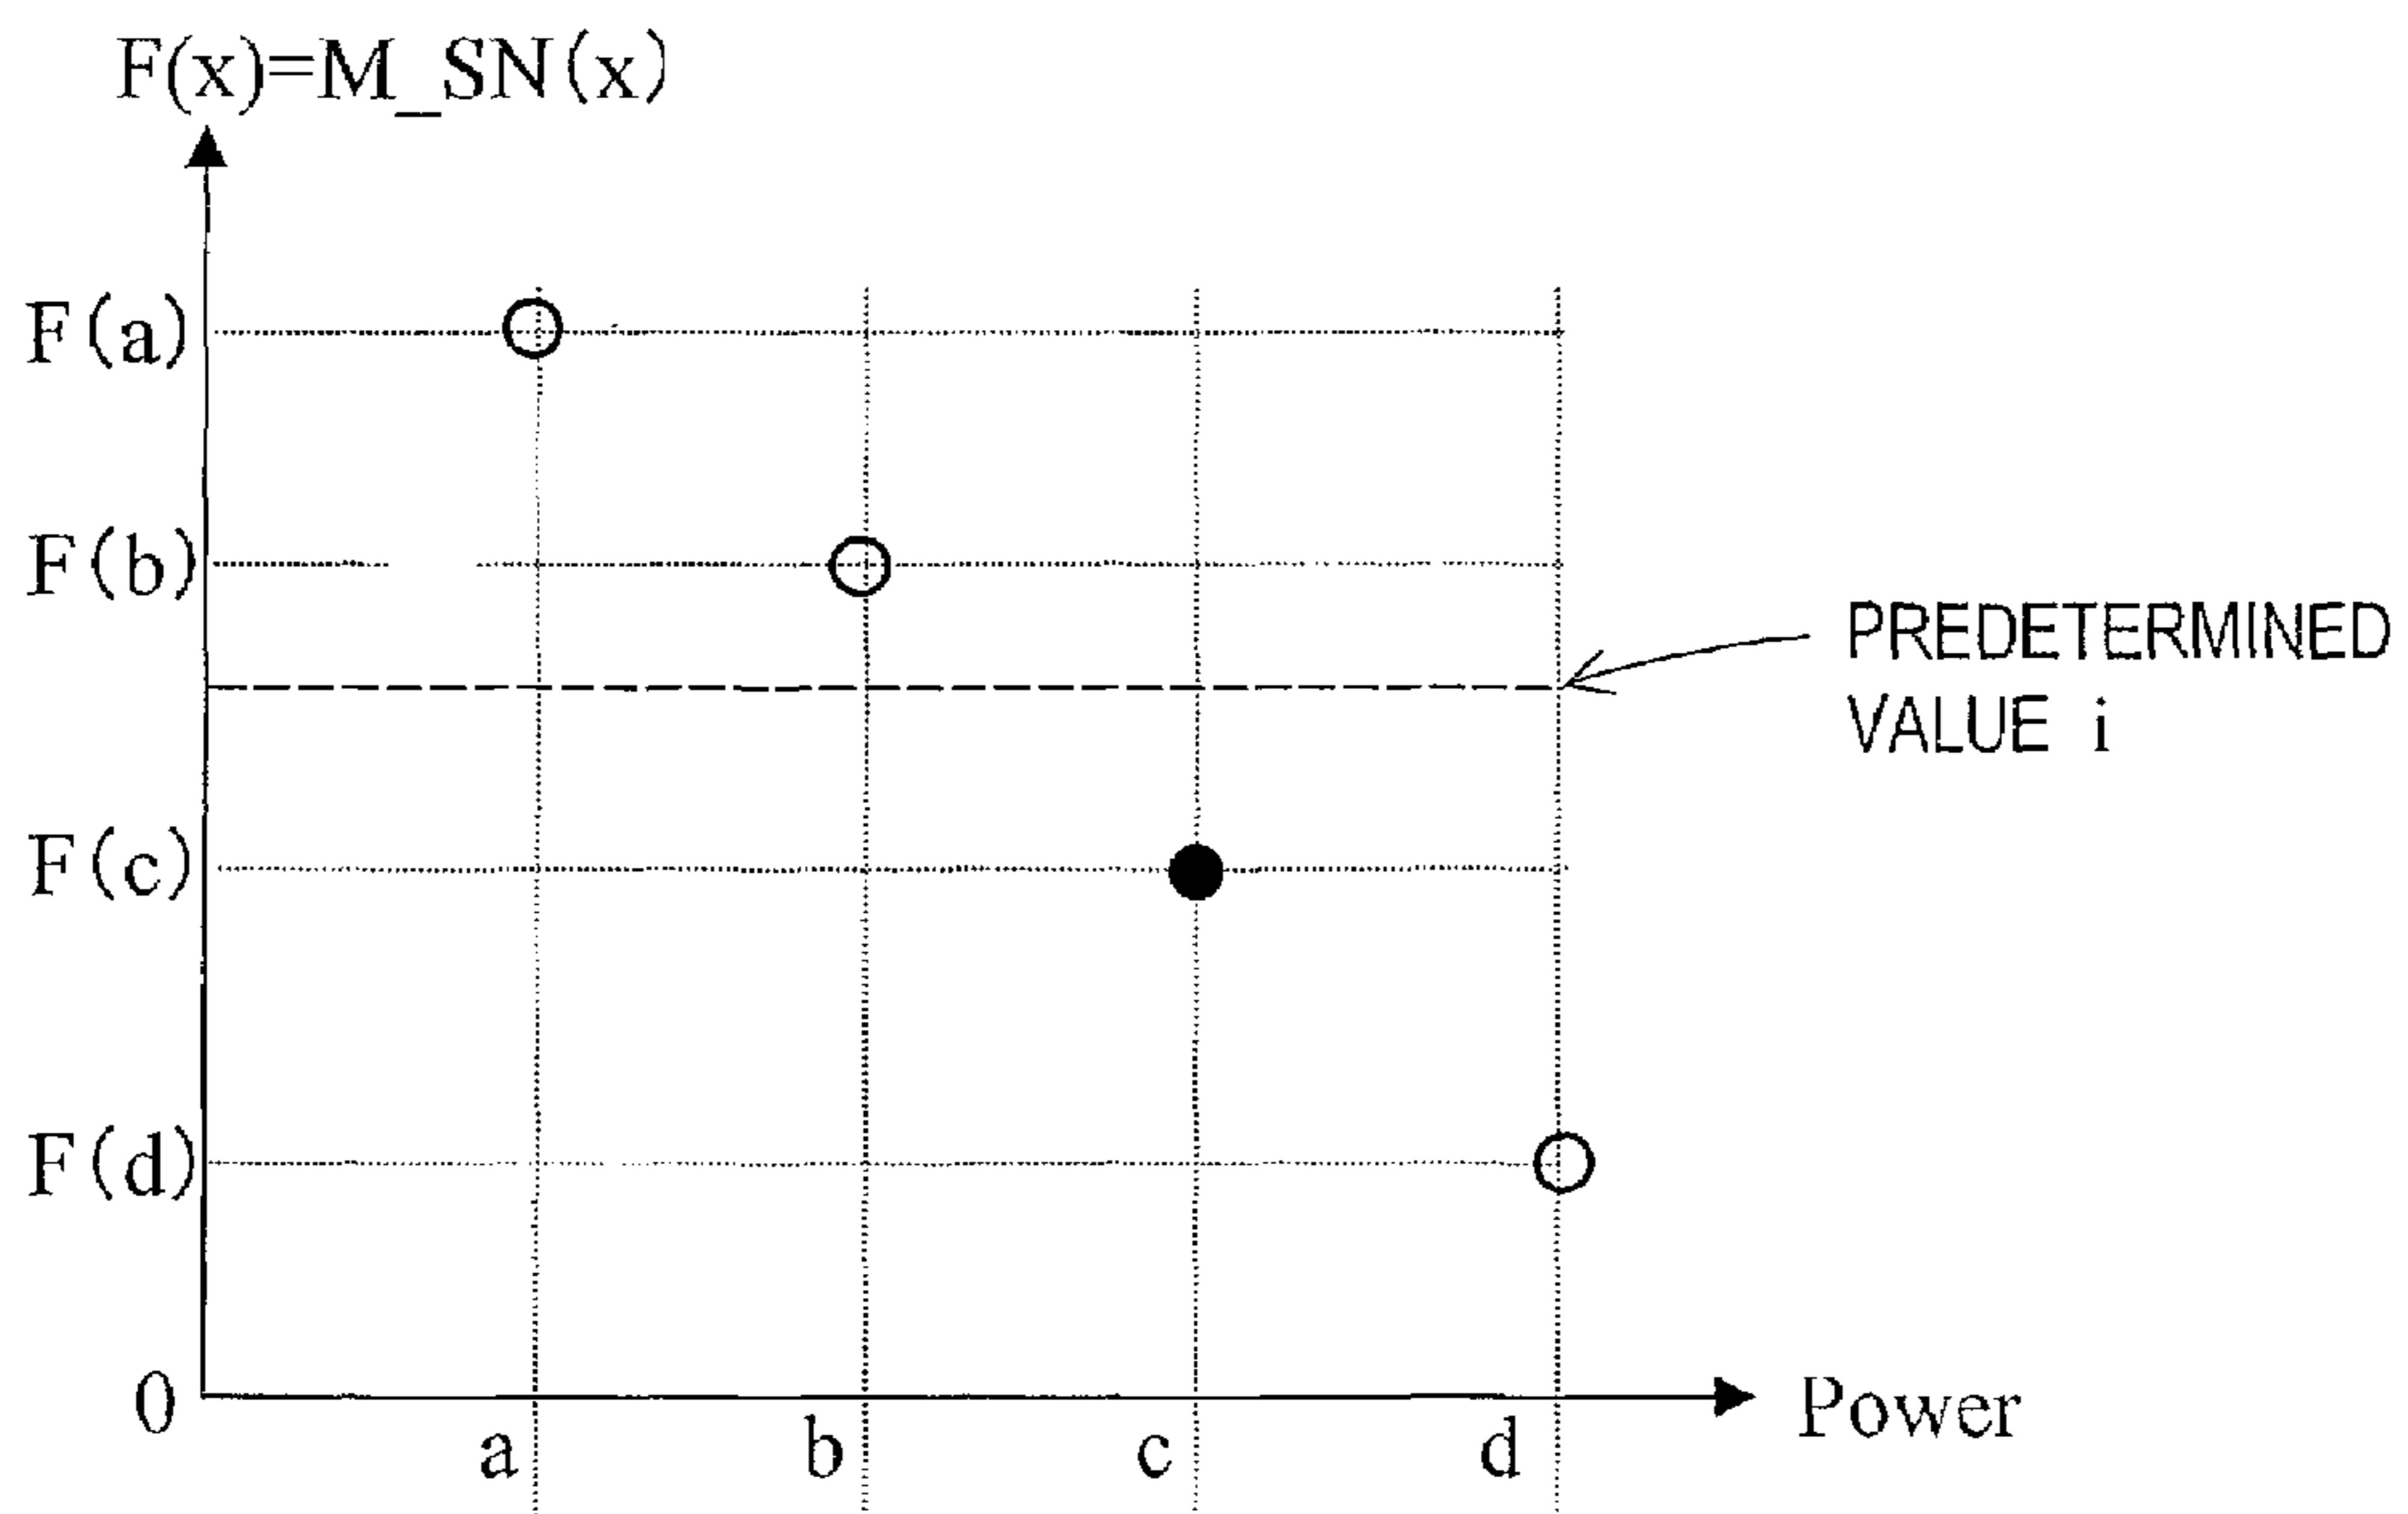 F(x)=M_SN(x)
F(a)
F(b)
PREDETERMINED
VALUE i
F(c)
F(d)
0
Power
a
b
c
d